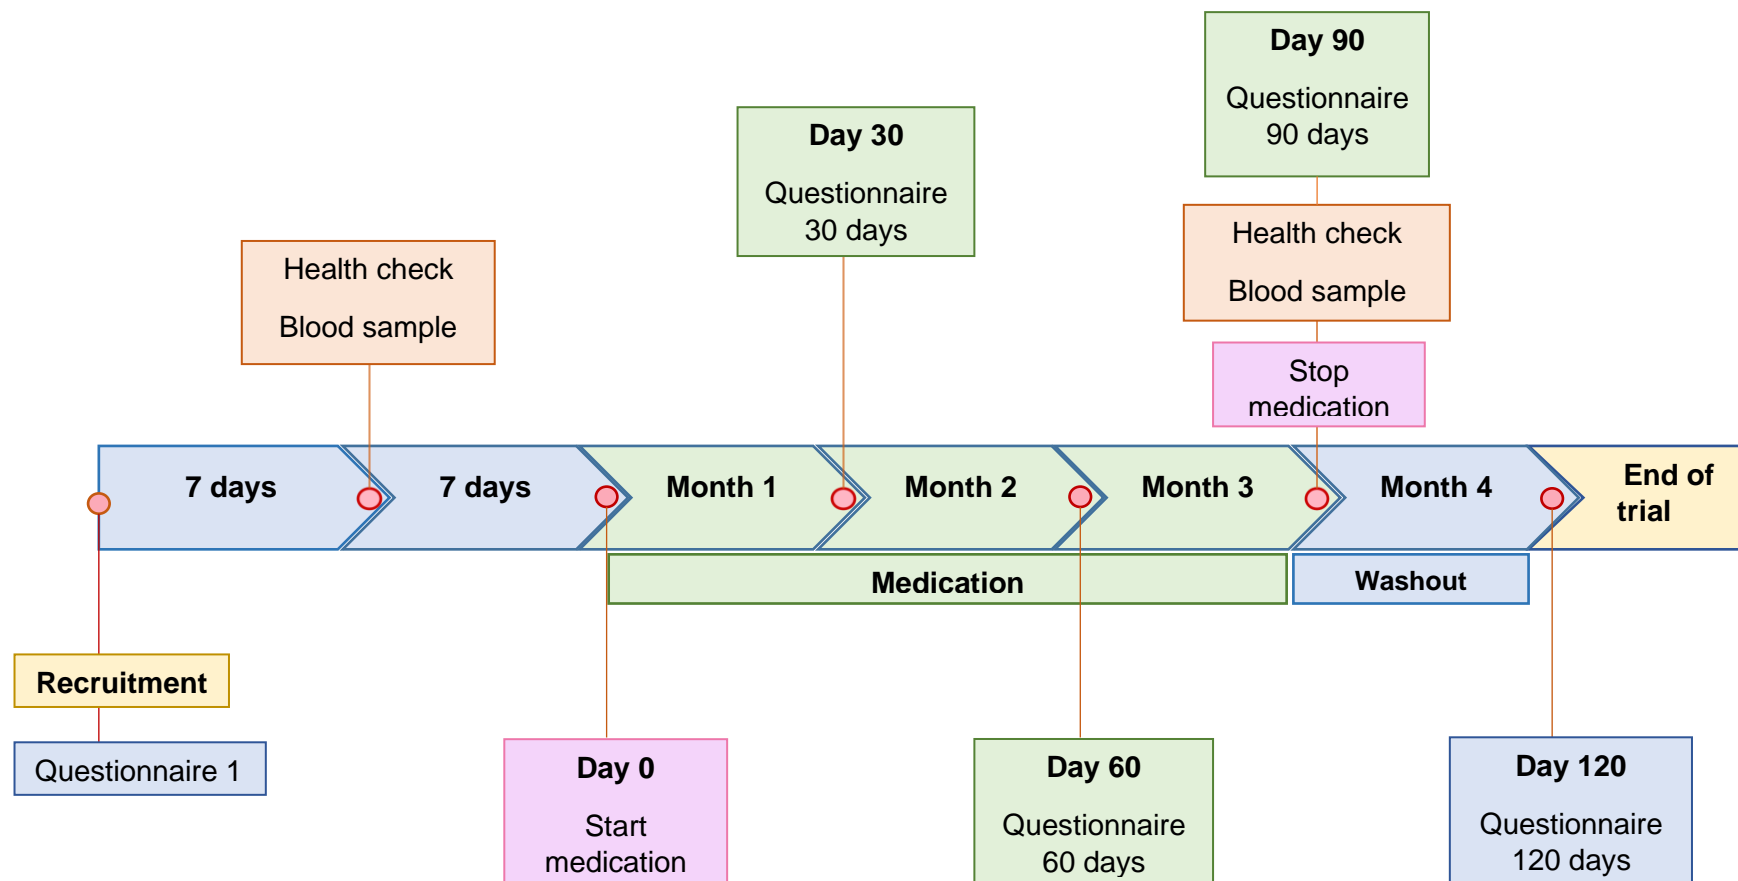 Day 90
Questionnaire
90 days
Day 30
Questionnaire
30 days
Health check
Blood sample
Health check
Blood sample
Stop
medication
7 days
7 days
Month 1
Month 2
Month 3
Month 4
End of
trial
Medication
Washout
Recruitment
Questionnaire 1
Day 0
Start
medication
Day 60
Questionnaire
60 days
Day 120
Questionnaire
120 days